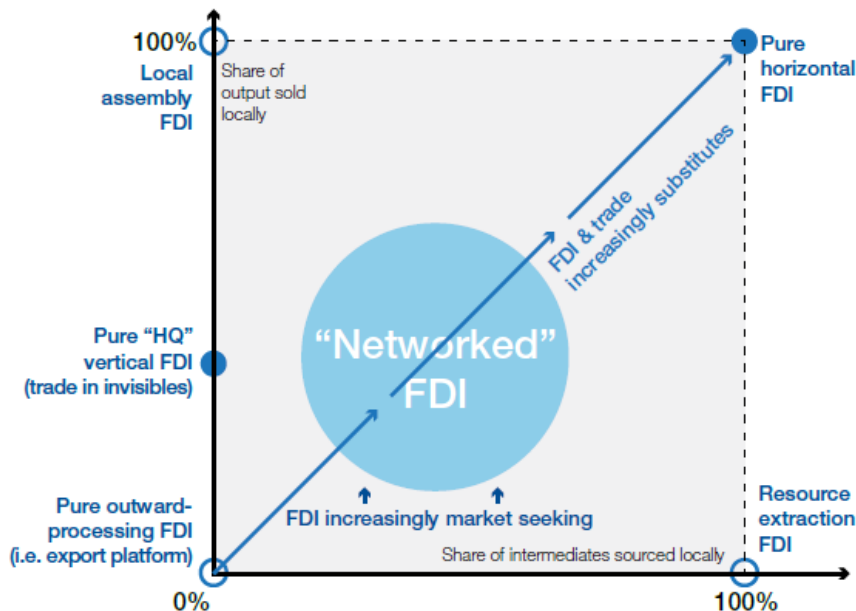 100%
Local
assembly
FDI
Share of
output sold
locally
Pure
horizontal
FDI
FDI & trade
increasingly substitutes
Pure “HQ”
vertical FDI
(trade in invisibles)
“Networked”
FDI
Pure outward-
processing FDI
(i.e. export platform)
FDI increasingly market seeking
Share of intermediates sourced locally
Resource
extraction
FDI
0%
100%